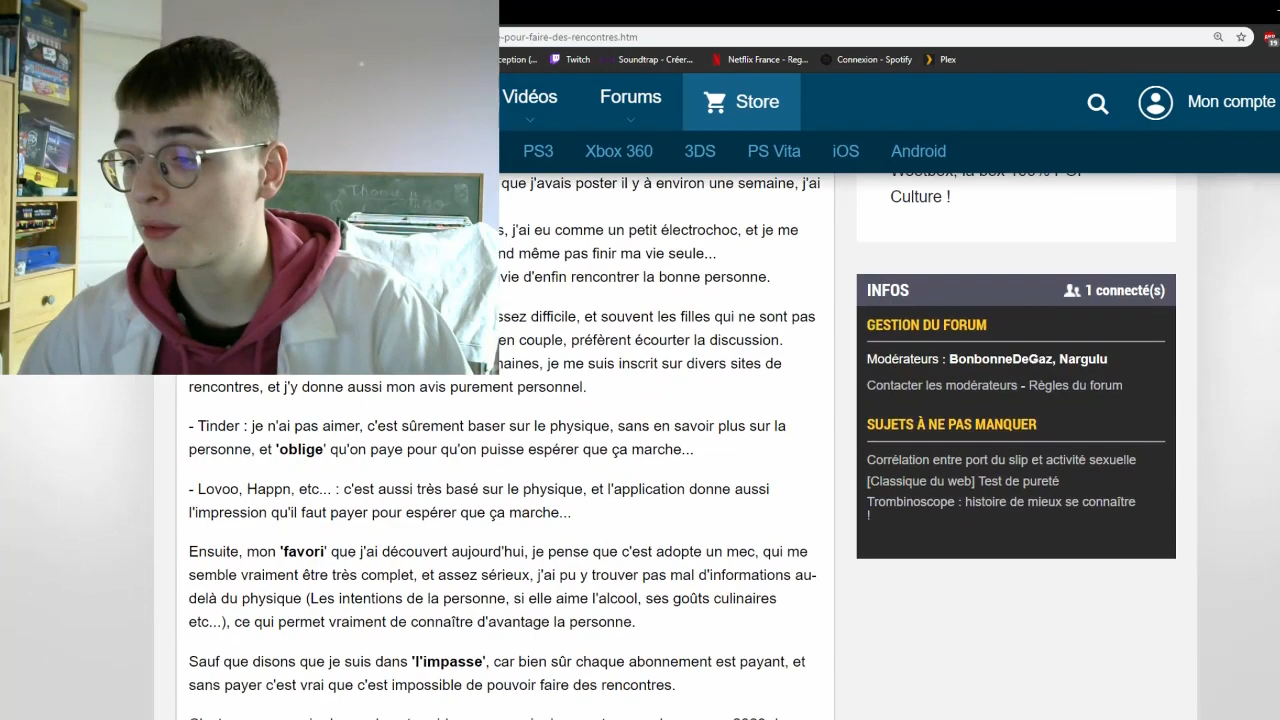 -pour-faire-des-rencontres.htm
ception (... Twitch Soundtrap - Créer... Netflix France - Reg... Connexion - Spotify Plex
19
Vidéos Forums Store Mon compte
PS3 Xbox 360 3DS PS Vita iOS Android
que j'avais poster il y à environ une semaine, j'ai
s, j'ai eu comme un petit électrochoc, et je me
nd même pas finir ma vie seule...
vie d'enfin rencontrer la bonne personne.
ssez difficile, et souvent les filles qui ne sont pas
en couple, préfèrent écourter la discussion.
naines, je me suis inscrit sur divers sites de
rencontres, et j'y donne aussi mon avis purement personnel.
- Tinder : je n'ai pas aimer, c'est sûrement baser sur le physique, sans en savoir plus sur la
personne, et 'oblige' qu'on paye pour qu'on puisse espérer que ça marche...
- Lovoo, Happn, etc... : c'est aussi très basé sur le physique, et l'application donne aussi
l'impression qu'il faut payer pour espérer que ça marche...
Ensuite, mon 'favori' que j'ai découvert aujourd'hui, je pense que c'est adopte un mec, qui me
semble vraiment être très complet, et assez sérieux, j'ai pu y trouver pas mal d'informations au-
delà du physique (Les intentions de la personne, si elle aime l'alcool, ses goûts culinaires
etc...), ce qui permet vraiment de connaître d'avantage la personne.
Sauf que disons que je suis dans 'l'impasse', car bien sûr chaque abonnement est payant, et
sans payer c'est vrai que c'est impossible de pouvoir faire des rencontres.
Culture !
INFOS 1 connecté(s)
GESTION DU FORUM
Modérateurs : BonbonneDeGaz, Nargulu
Contacter les modérateurs - Règles du forum
SUJETS À NE PAS MANQUER
Corrélation entre port du slip et activité sexuelle
[Classique du web] Test de pureté
Trombinoscope : histoire de mieux se connaître
!